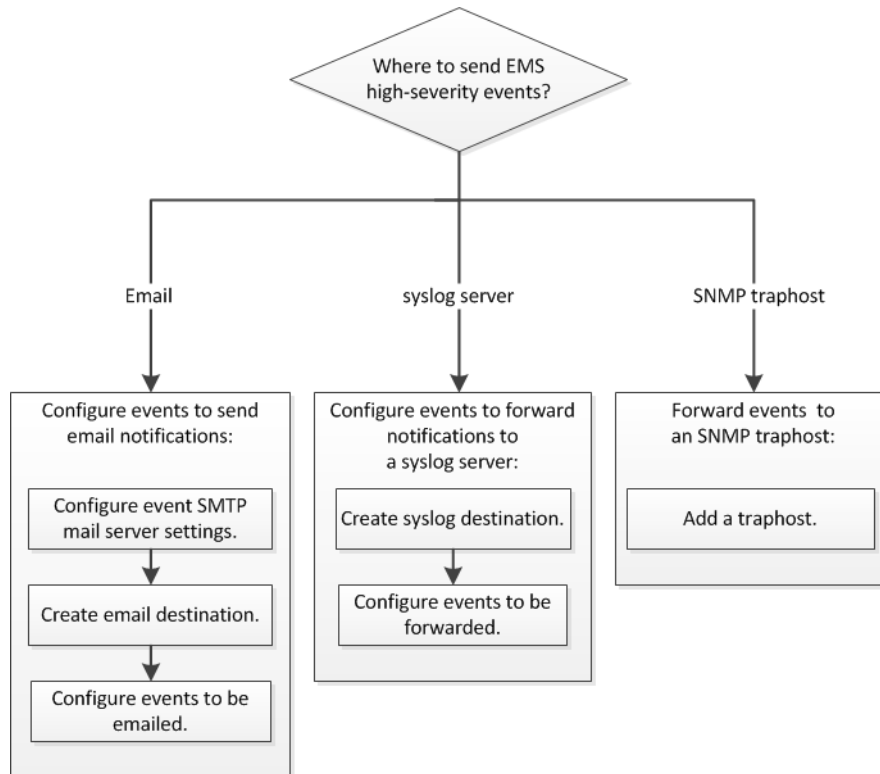 Where to send EMS
high-severity events?
Email
syslog server
SNMP traphost
Configure events to send
email notifications:
Configure event SMTP
mail server settings.
Create email destination.
Configure events to be
emailed.
Configure events to forward
notifications to
a syslog server:
Create syslog destination.
Configure events to be
forwarded.
Forward events to
an SNMP traphost:
Add a traphost.